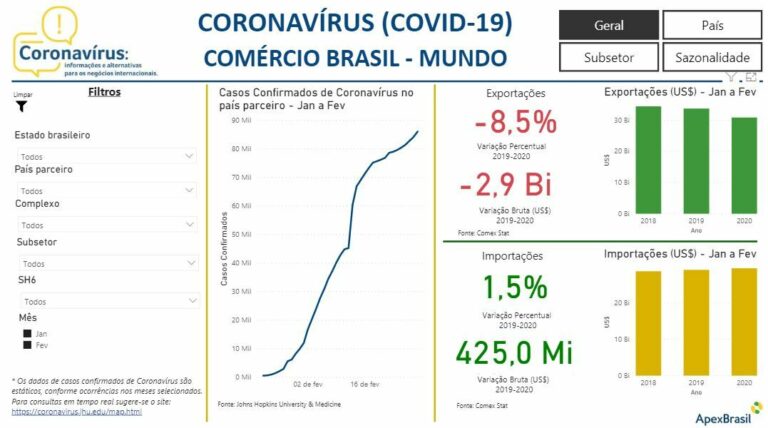 Coronavírus:
informações e alternativas
para os negócios internacionais.
CORONAVÍRUS (COVID-19)
COMÉRCIO BRASIL - MUNDO
Geral
País
Subsetor
Sazonalidade
Limpar
Filtros
Estado brasileiro
Todos
País parceiro
Todos
Complexo
Todos
Subsetor
Todos
SH6
Todos
Mês
Jan
Fev
* Os dados de casos confirmados de Coronavírus são
estáticos, conforme ocorrências nos meses selecionados.
Para consultas em tempo real sugere-se o site:
https://coronavirus.jhu.edu/map.html
Casos Confirmados de Coronavírus no
país parceiro - Jan a Fev
Casos Confirmados
90 Mil
80 Mil
70 Mil
60 Mil
50 Mil
40 Mil
30 Mil
20 Mil
10 Mil
0 Mil
02 de fev
16 de fev
Fonte: Johns Hopkins University & Medicine
Exportações
-8,5%
Variação Percentual
2019-2020
-2,9 Bi
Variação Bruta (US$)
2019-2020
Fonte: Comex Stat
Exportações (US$) - Jan a Fev
US$
30 Bi
20 Bi
10 Bi
0 Bi
2018
2019
2020
Ano
Importações
1,5%
Variação Percentual
2019-2020
425,0 Mi
Variação Bruta (US$)
2019-2020
Fonte: Comex Stat
Importações (US$) - Jan a Fev
US$
20 Bi
10 Bi
0 Bi
2018
2019
2020
Ano
ApexBrasil